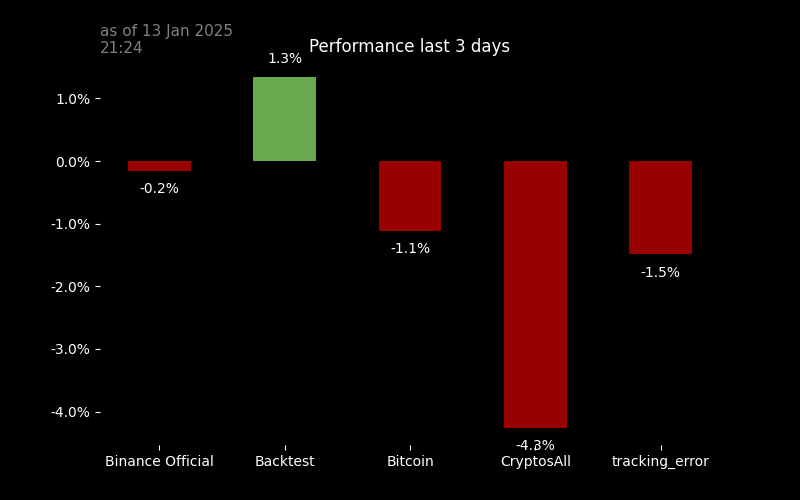 as of 13 Jan 2025
21:24
Performance last 3 days
1.3%
1.0%
0.0%
-0.2%
-1.0%
-1.1%
-1.5%
-2.0%
-3.0%
-4.0%
-4.3%
Binance Official
Backtest
Bitcoin
CryptosAll
tracking_error